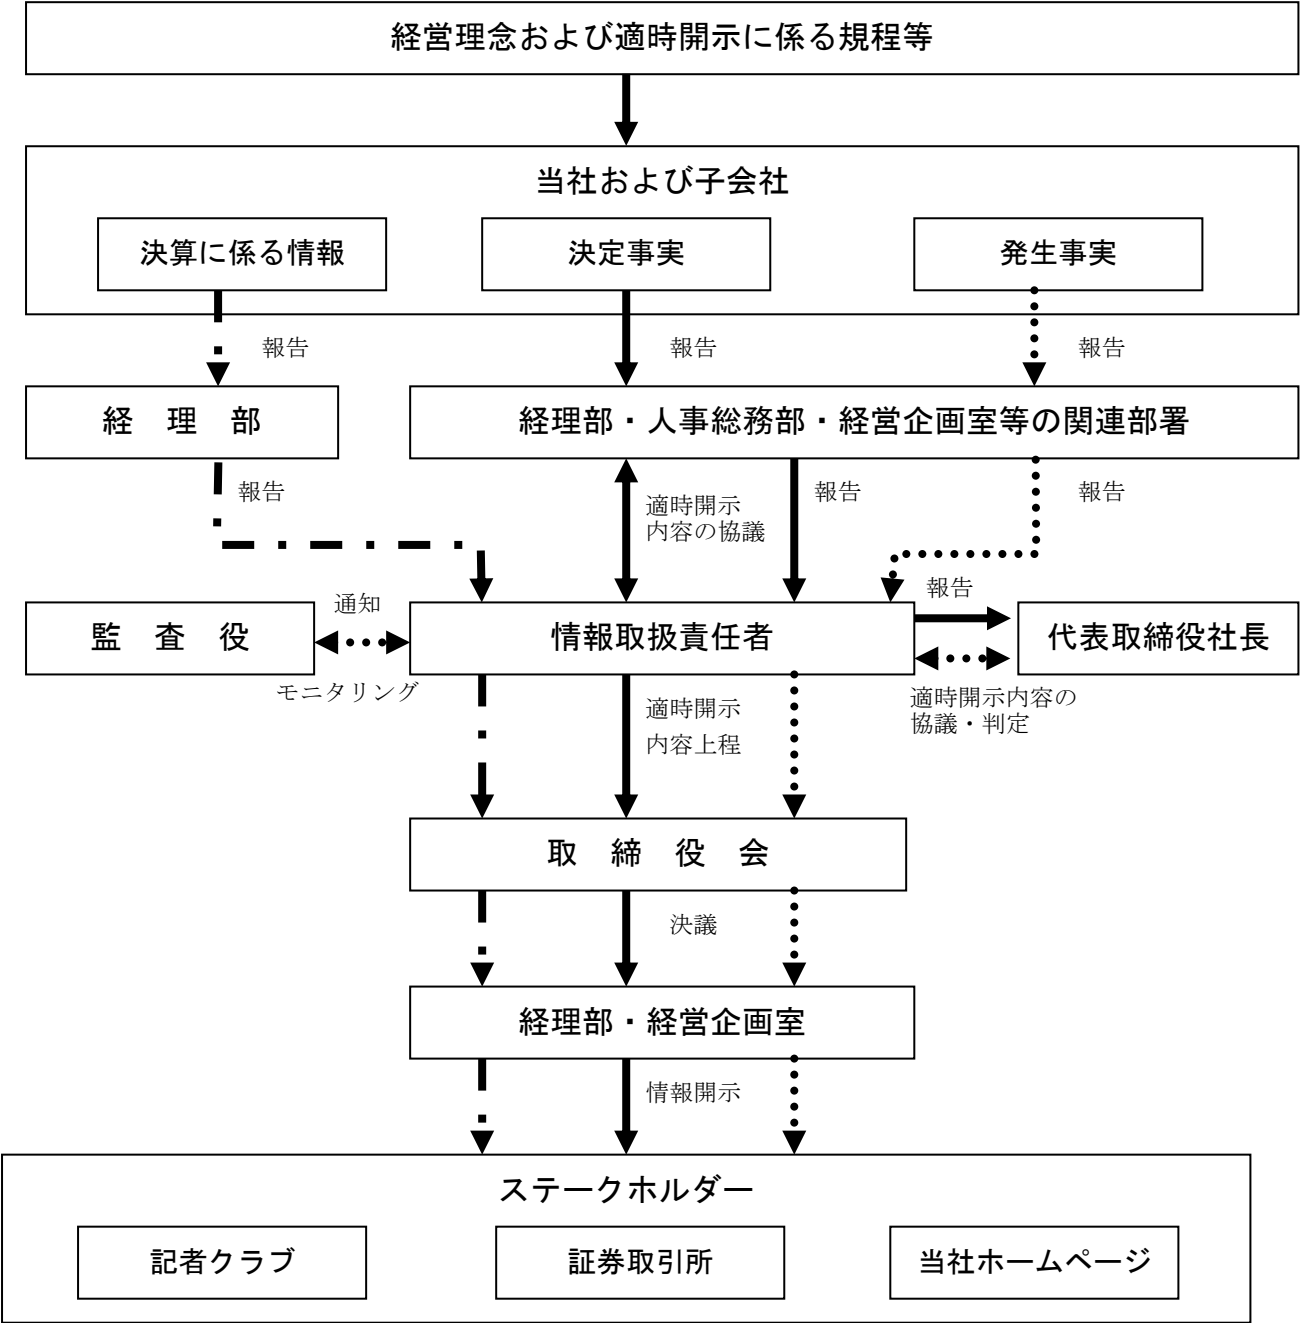 経営理念および適時開示に係る規程等
当社および子会社
決算に係る情報
決定事実
発生事実
報告
報告
報告
経　理　部
経理部・人事総務部・経営企画室等の関連部署
報告
適時開示
内容の協議
報告
報告
通知
報告
監　査　役
情報取扱責任者
代表取締役社長
モニタリング
適時開示
内容上程
適時開示内容の
協議・判定
取　締　役　会
決議
経理部・経営企画室
情報開示
ステークホルダー
記者クラブ
証券取引所
当社ホームページ